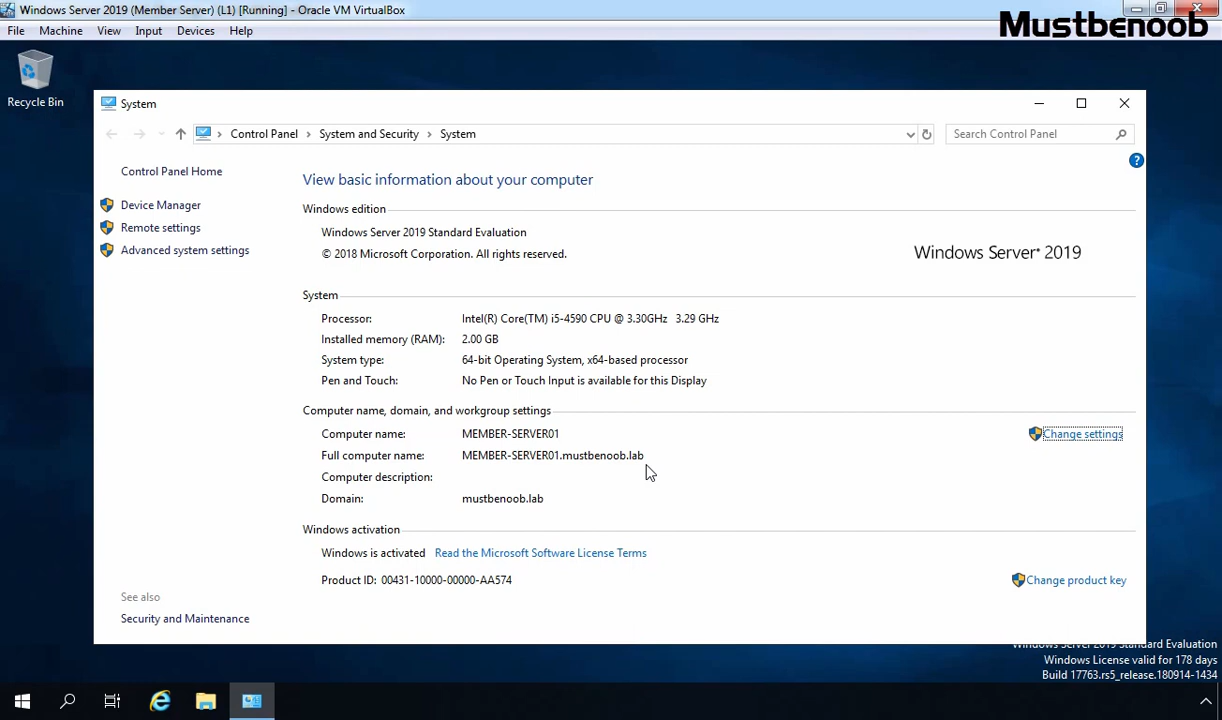 Windows Server 2019 (Member Server) (L1) [Running] - Oracle VM VirtualBox
File Machine View Input Devices Help
Mustbenoob
Recycle Bin
System
Control Panel System and Security System
Search Control Panel
?
Control Panel Home
Device Manager
Remote settings
Advanced system settings
View basic information about your computer
Windows edition
Windows Server 2019 Standard Evaluation
© 2018 Microsoft Corporation. All rights reserved.
Windows Server® 2019
System
Processor: Intel(R) Core(TM) i5-4590 CPU @ 3.30GHz 3.29 GHz
Installed memory (RAM): 2.00 GB
System type: 64-bit Operating System, x64-based processor
Pen and Touch: No Pen or Touch Input is available for this Display
Computer name, domain, and workgroup settings
Computer name: MEMBER-SERVER01
Change settings
Full computer name: MEMBER-SERVER01.mustbenoob.lab
Computer description:
Domain: mustbenoob.lab
Windows activation
Windows is activated Read the Microsoft Software License Terms
Product ID: 00431-10000-00000-AA574
Change product key
See also
Security and Maintenance
Windows Server 2019 Standard Evaluation
Windows License valid for 178 days
Build 17763.rs5_release.180914-1434